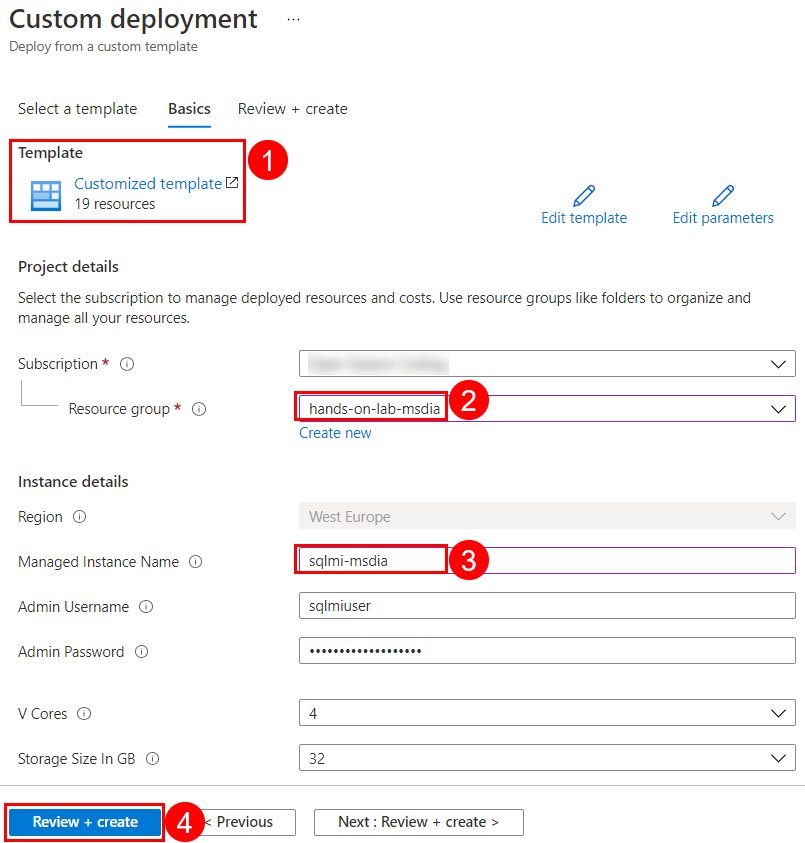 Custom deployment ...
Deploy from a custom template
Select a template Basics Review + create
Template
1
Customized template
19 resources
Edit template Edit parameters
Project details
Select the subscription to manage deployed resources and costs. Use resource groups like folders to organize and
manage all your resources.
Subscription *
Resource group * hands-on-lab-msdia 2
Create new
Instance details
Region West Europe
Managed Instance Name sqlmi-msdia 3
Admin Username sqlmiuser
Admin Password •••••••••••••••••••
V Cores 4
Storage Size In GB 32
Review + create 4 < Previous Next : Review + create >